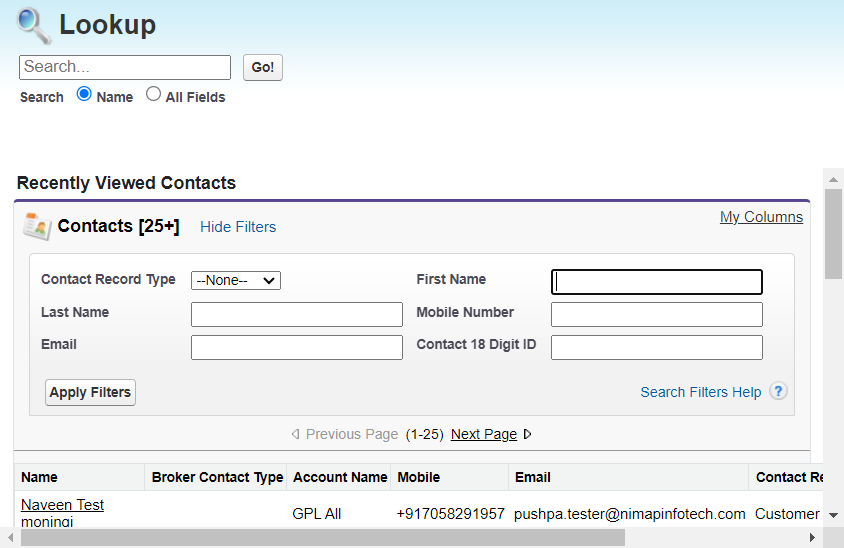 Lookup
Search...
Go!
Search Name All Fields
Recently Viewed Contacts
Contacts [25+] Hide Filters My Columns
Contact Record Type --None-- First Name
Last Name Mobile Number
Email Contact 18 Digit ID
Apply Filters Search Filters Help ?
Previous Page (1-25) Next Page
Name Broker Contact Type Account Name Mobile Email Contact Re
Naveen Test
moningi GPL All +917058291957 pushpa.tester@nimapinfotech.com Customer